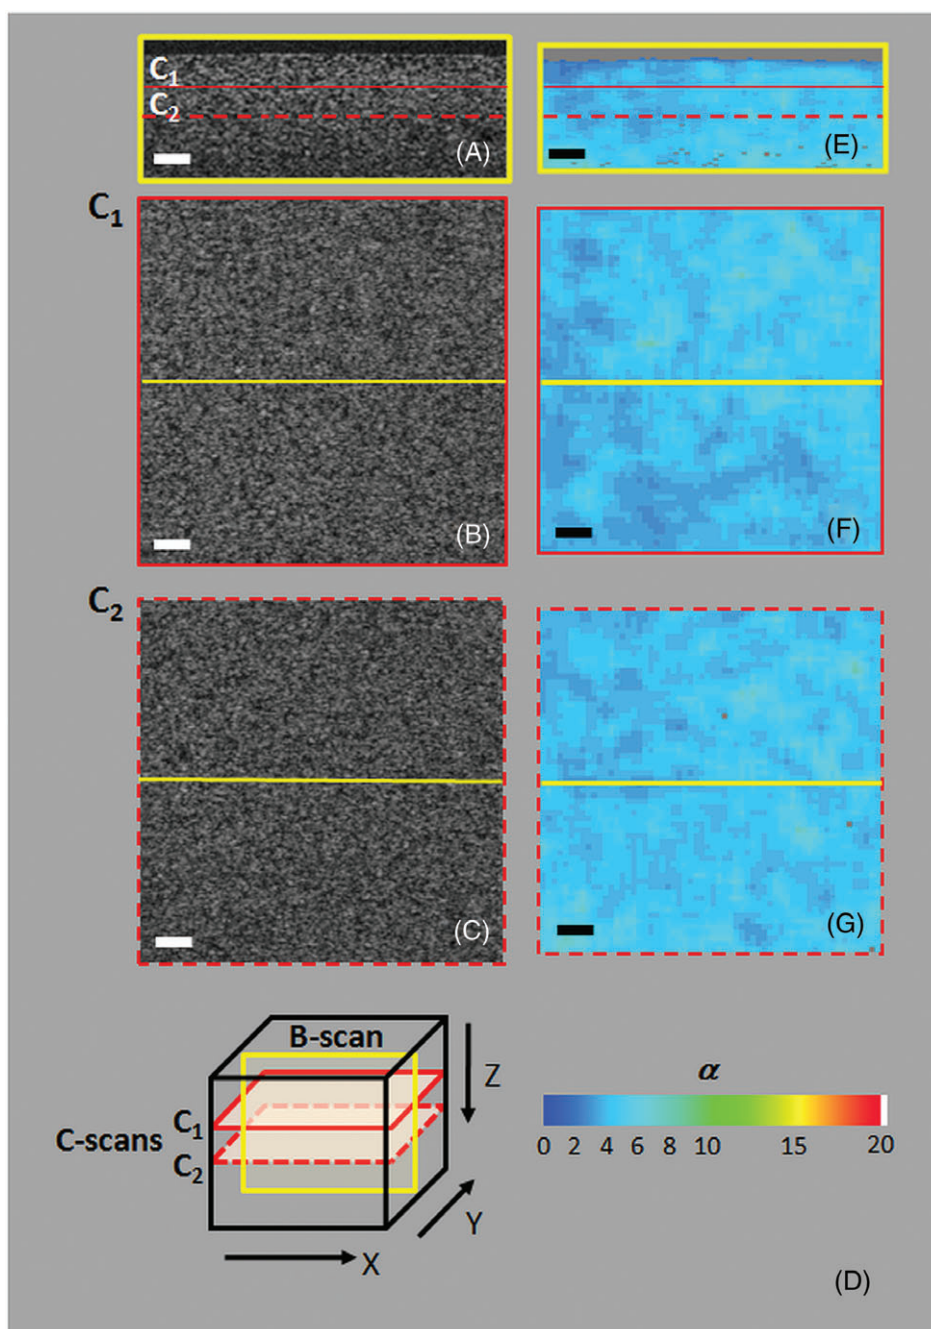 C₁
C₂
(A)
(E)
C₁
(B)
(F)
C₂
(C)
(G)
B-scan
Z
α
C-scans
C₁
C₂
0 2 4 6 8 10 15 20
Y
X
(D)